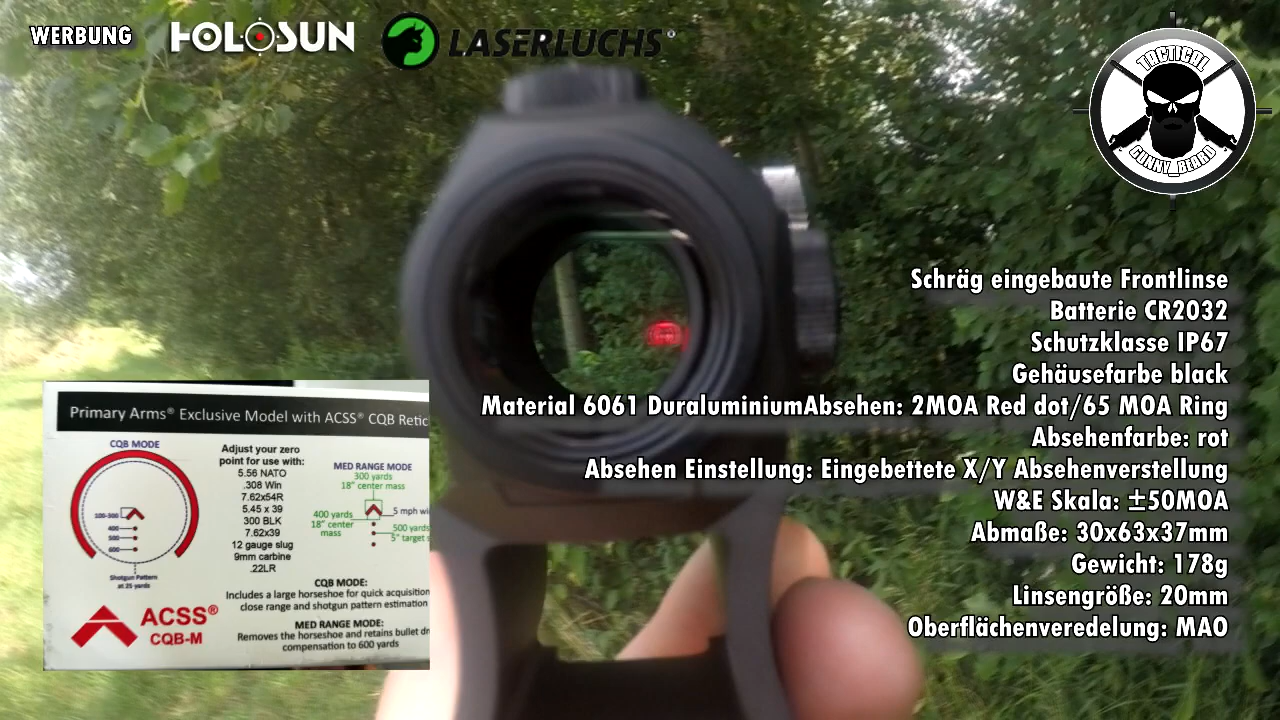 WERBUNG
HOLOSUN
LASERLUCHS
TACTICAL
GUNNY_BEARD
Schräg eingebaute Frontlinse
Batterie CR2032
Schutzklasse IP67
Gehäusefarbe black
Material 6061 DuraluminiumAbsehen: 2MOA Red dot/65 MOA Ring
Absehenfarbe: rot
Absehen Einstellung: Eingebettete X/Y Absehenverstellung
W&E Skala: ±50MOA
Abmaße: 30x63x37mm
Gewicht: 178g
Linsengröße: 20mm
Oberflächenveredelung: MAO
Primary Arms® Exclusive Model with ACSS® CQB Retic
CQB MODE
100-300
400
500
600
Shotgun Pattern
at 25 yards
ACSS®
CQB-M
Adjust your zero
point for use with:
5.56 NATO
.308 Win
7.62x54R
5.45 x 39
300 BLK
7.62x39
12 gauge slug
9mm carbine
.22LR
MED RANGE MODE
300 yards
18" center mass
5 mph wi
400 yards
18" center
mass
500 yards
5" target s
CQB MODE:
Includes a large horseshoe for quick acquisition
close range and shotgun pattern estimation
MED RANGE MODE:
Removes the horseshoe and retains bullet dr
compensation to 600 yards